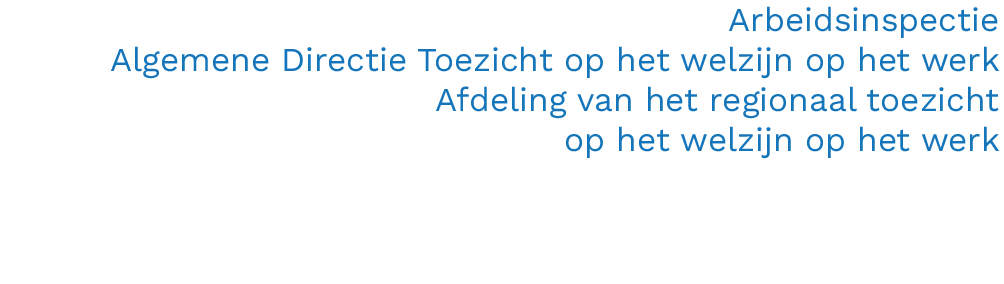 Arbeidsinspectie
Algemene Directie Toezicht op het welzijn op het werk
Afdeling van het regionaal toezicht
op het welzijn op het werk